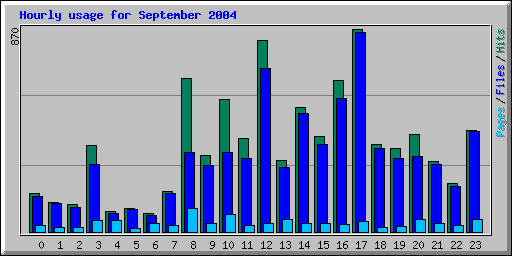 Hourly usage for September 2004
870
Pages / Files / Hits
0 1 2 3 4 5 6 7 8 9 10 11 12 13 14 15 16 17 18 19 20 21 22 23